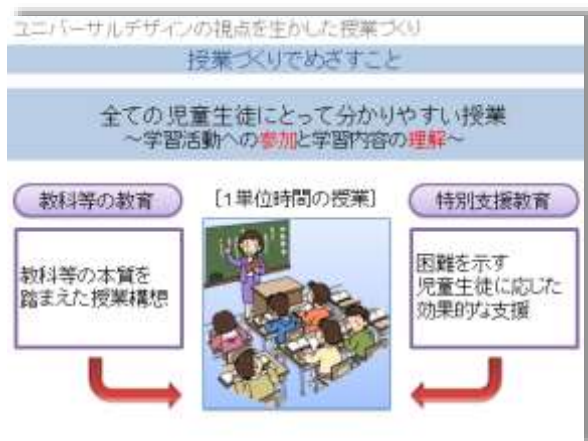 ユニバーサルデザインの視点を生かした授業づくり
授業づくりでめざすこと
全ての児童生徒にとって分かりやすい授業
～学習活動への参加と学習内容の理解～
教科等の教育
[1単位時間の授業]
特別支援教育
教科等の本質を
踏まえた授業構想
困難を示す
児童生徒に応じた
効果的な支援